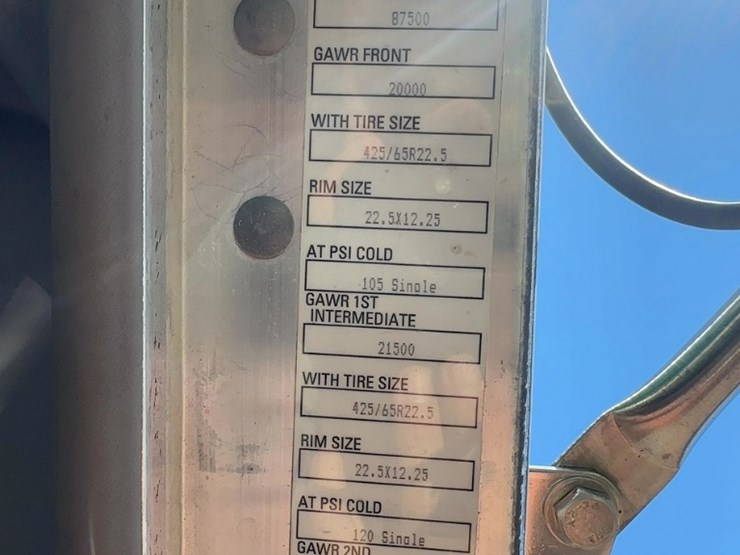 87500
GAWR FRONT
20000
WITH TIRE SIZE
425/65R22.5
RIM SIZE
22.5X12.25
AT PSI COLD
105 Single
GAWR 1ST
INTERMEDIATE
21500
WITH TIRE SIZE
425/65R22.5
RIM SIZE
22.5X12.25
AT PSI COLD
120 Single
GAWR 2ND